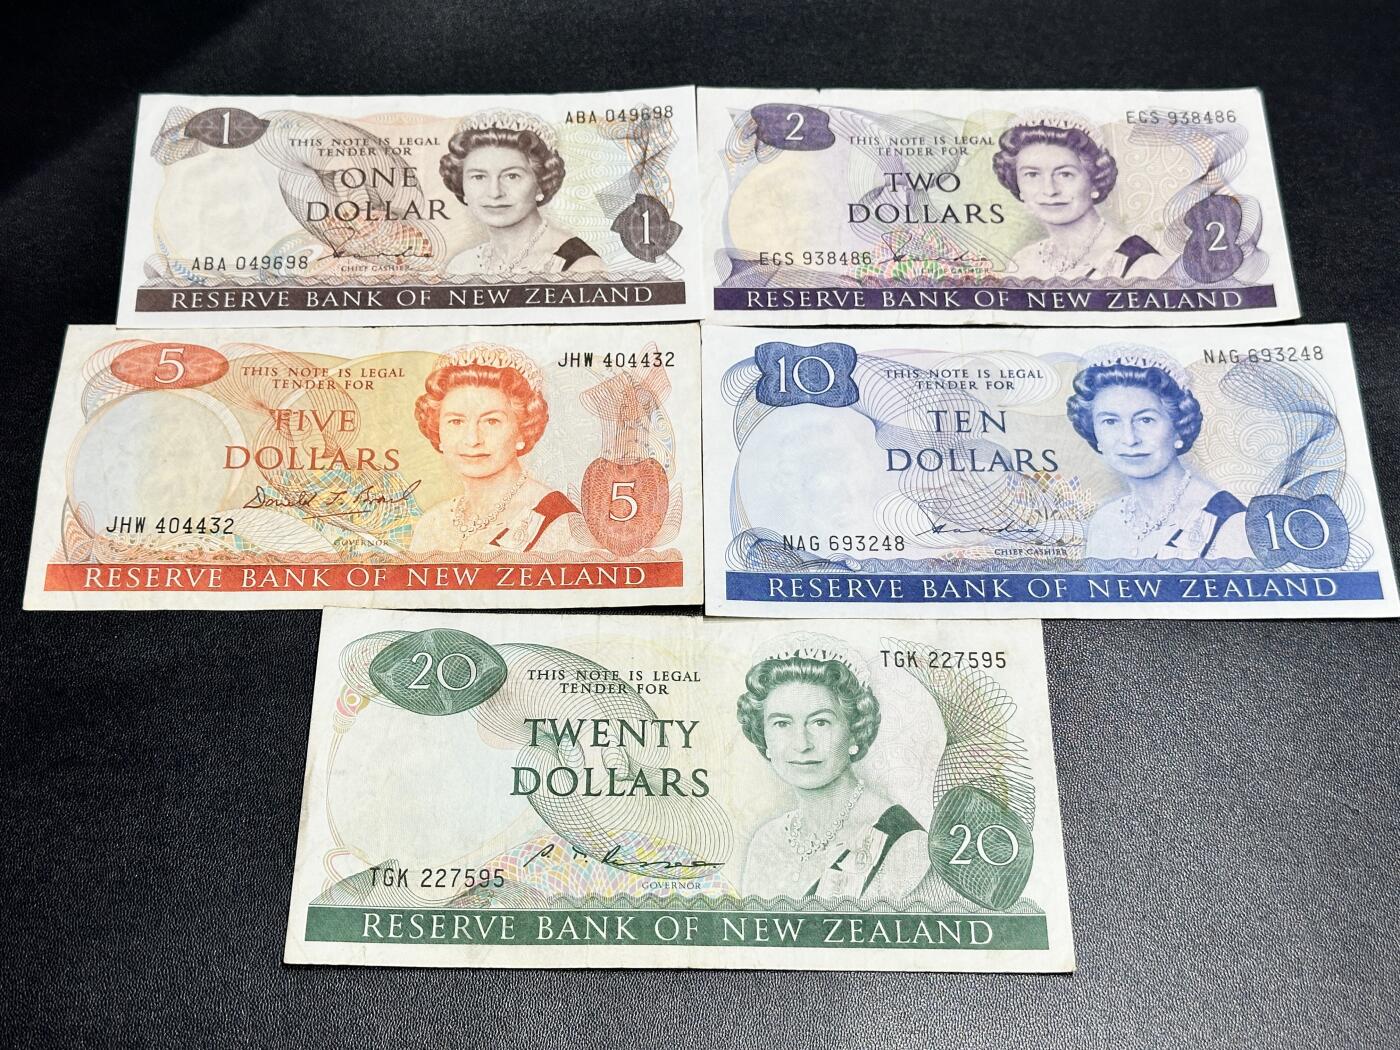 1
ABA 049698
THIS NOTE IS LEGAL
TENDER FOR
ONE
DOLLAR
1
ABA 049698
CHIEF CASHIER
RESERVE BANK OF NEW ZEALAND
2
EGS 938486
THIS NOTE IS LEGAL
TENDER FOR
TWO
DOLLARS
2
EGS 938486
CHIEF CASHIER
RESERVE BANK OF NEW ZEALAND
5
JHW 404432
THIS NOTE IS LEGAL
TENDER FOR
FIVE
DOLLARS
5
JHW 404432
GOVERNOR
RESERVE BANK OF NEW ZEALAND
10
NAG 693248
THIS NOTE IS LEGAL
TENDER FOR
TEN
DOLLARS
10
NAG 693248
CHIEF CASHIER
RESERVE BANK OF NEW ZEALAND
20
TGK 227595
THIS NOTE IS LEGAL
TENDER FOR
TWENTY
DOLLARS
20
TGK 227595
GOVERNOR
RESERVE BANK OF NEW ZEALAND